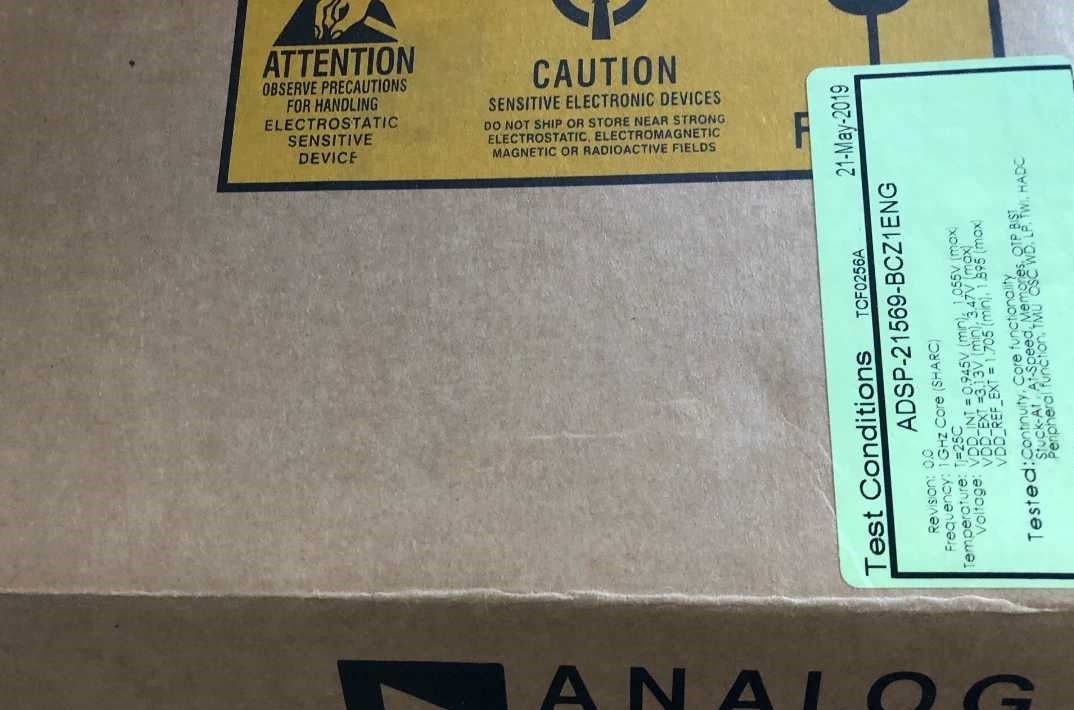 ATTENTION
OBSERVE PRECAUTIONS
FOR HANDLING
ELECTROSTATIC
SENSITIVE
DEVICE
CAUTION
SENSITIVE ELECTRONIC DEVICES
DO NOT SHIP OR STORE NEAR STRONG
ELECTROSTATIC, ELECTROMAGNETIC
MAGNETIC OR RADIOACTIVE FIELDS
F
Test Conditions TCF0256A 21-May-2019
ADSP-21569-BCZ1ENG
Revision: 0.0
Frequency: 1GHz Core (SHARC)
Temperature: Tj=25C
Voltage: VDD_INT = 0.945V (min), 1.055V (max)
VDD_EXT =3.13V (min),3.47V (max)
VDD_REF_EXT = 1.705 (min), 1.895 (max)
Tested:Continuity, Core functionality
Stuck-At , At-Speed, Memories, OTP BIST
Peripheral function,TMU OSC WD, LP, TWI, HADC
ANALOG